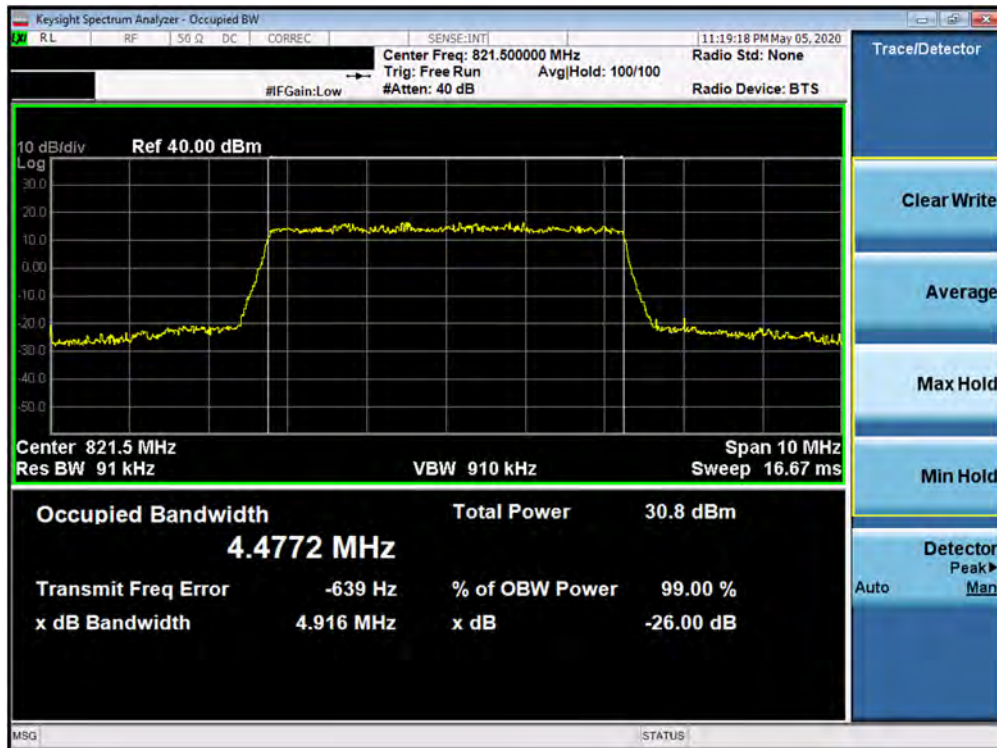 Keysight Spectrum Analyzer - Occupied BW
RL RF 50 Ω DC CORREC SENSE:INT 11:19:18 PM May 05, 2020
Center Freq: 821.500000 MHz Radio Std: None
Trig: Free Run Avg|Hold: 100/100
#IFGain:Low #Atten: 40 dB Radio Device: BTS
10 dB/div Ref 40.00 dBm
Log
30.0
20.0
10.0
0.00
-10.0
-20.0
-30.0
-40.0
-50.0
Center 821.5 MHz Span 10 MHz
Res BW 91 kHz VBW 910 kHz Sweep 16.67 ms
Occupied Bandwidth Total Power 30.8 dBm
4.4772 MHz
Transmit Freq Error -639 Hz % of OBW Power 99.00 %
x dB Bandwidth 4.916 MHz x dB -26.00 dB
MSG STATUS
Trace/Detector
Clear Write
Average
Max Hold
Min Hold
Detector
Peak▶
Auto Man